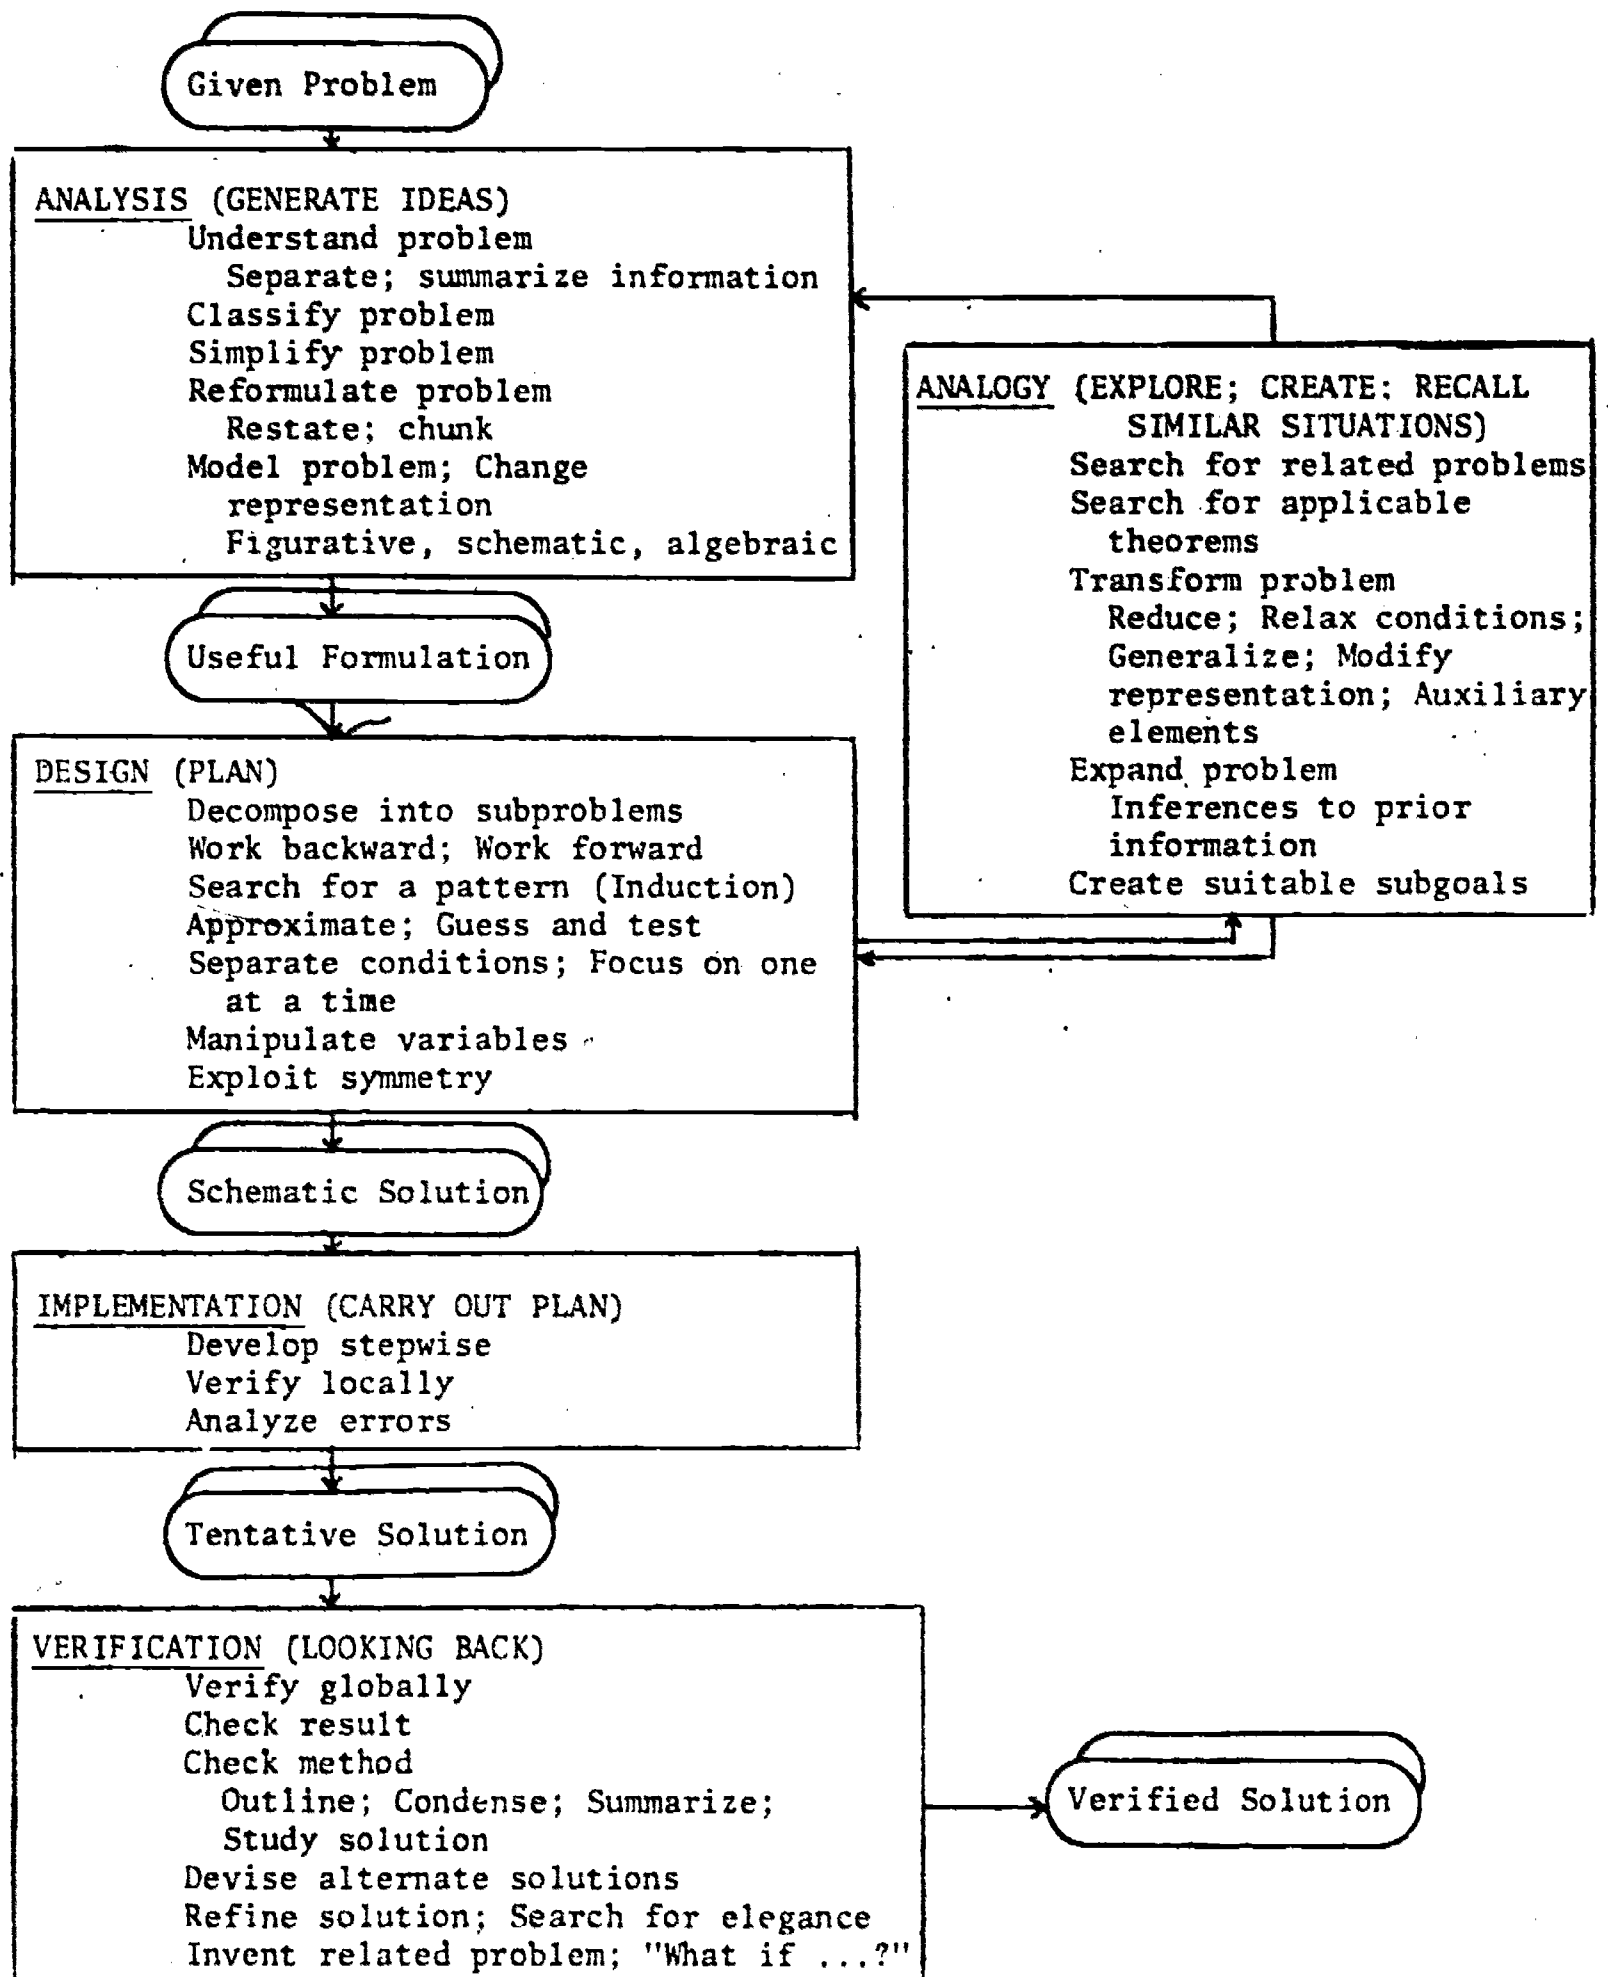 Given Problem
ANALYSIS (GENERATE IDEAS)
Understand problem
Separate; summarize information
Classify problem
Simplify problem
Reformulate problem
Restate; chunk
Model problem; Change
representation
Figurative, schematic, algebraic
Useful Formulation
DESIGN (PLAN)
Decompose into subproblems
Work backward; Work forward
Search for a pattern (Induction)
Approximate; Guess and test
Separate conditions; Focus on one
at a time
Manipulate variables
Exploit symmetry
ANALOGY (EXPLORE; CREATE: RECALL
SIMILAR SITUATIONS)
Search for related problems
Search for applicable
theorems
Transform problem
Reduce; Relax conditions;
Generalize; Modify
representation; Auxiliary
elements
Expand problem
Inferences to prior
information
Create suitable subgoals
Schematic Solution
IMPLEMENTATION (CARRY OUT PLAN)
Develop stepwise
Verify locally
Analyze errors
Tentative Solution
VERIFICATION (LOOKING BACK)
Verify globally
Check result
Check method
Outline; Condense; Summarize;
Study solution
Devise alternate solutions
Refine solution; Search for elegance
Invent related problem; "What if ...?"
Verified Solution